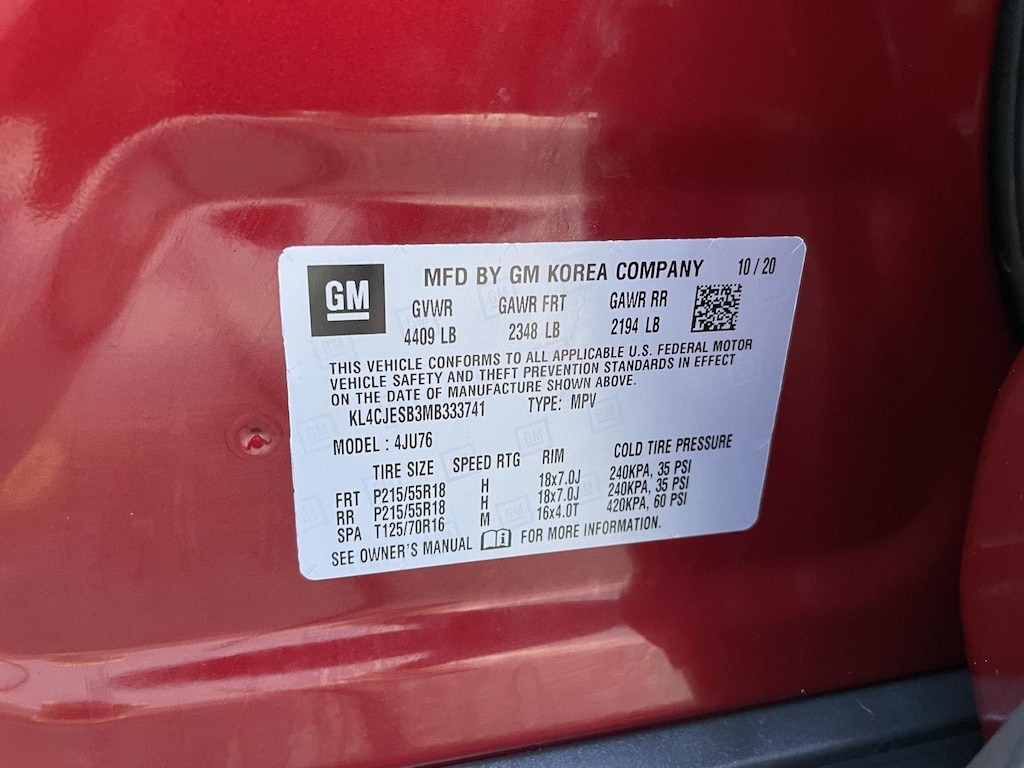 GM
MFD BY GM KOREA COMPANY 10 / 20
GVWR GAWR FRT GAWR RR
4409 LB 2348 LB 2194 LB
THIS VEHICLE CONFORMS TO ALL APPLICABLE U.S. FEDERAL MOTOR
VEHICLE SAFETY AND THEFT PREVENTION STANDARDS IN EFFECT
ON THE DATE OF MANUFACTURE SHOWN ABOVE.
KL4CJESB3MB333741 TYPE: MPV
MODEL : 4JU76
TIRE SIZE SPEED RTG RIM COLD TIRE PRESSURE
FRT P215/55R18 H 18x7.0J 240KPA, 35 PSI
RR P215/55R18 H 18x7.0J 240KPA, 35 PSI
SPA T125/70R16 M 16x4.0T 420KPA, 60 PSI
SEE OWNER'S MANUAL FOR MORE INFORMATION.